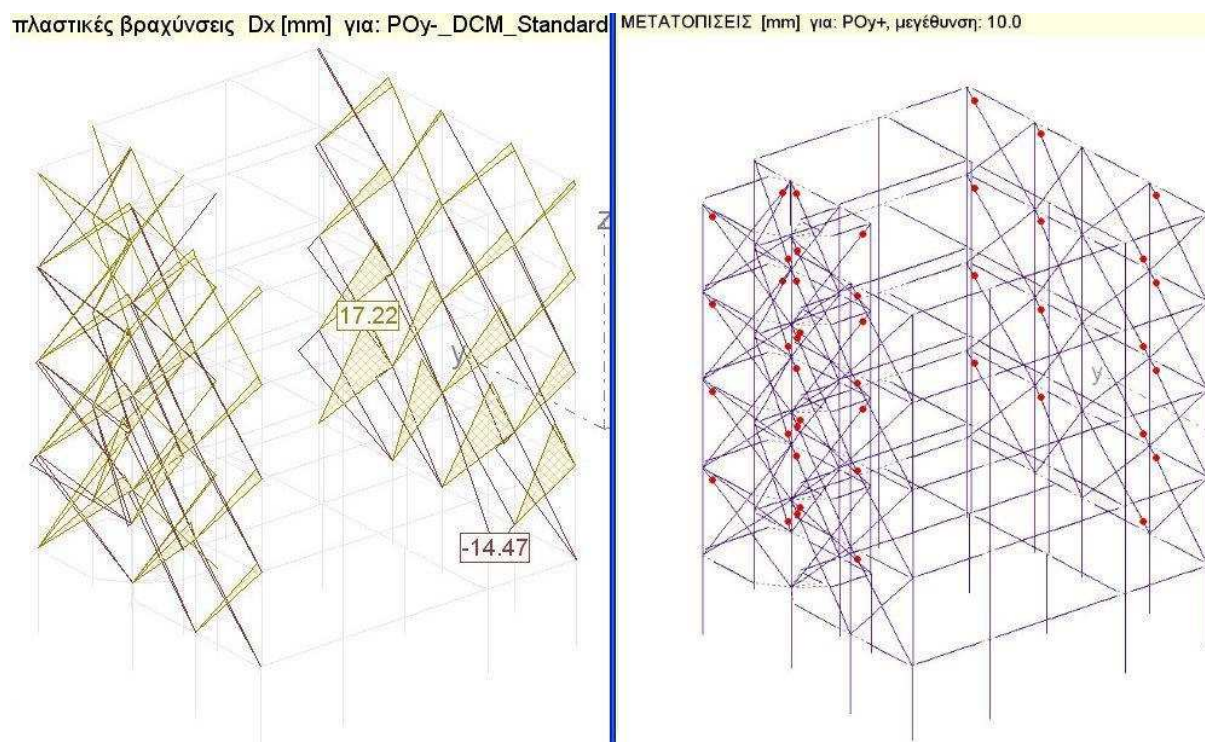 πλαστικές βραχύνσεις Dx [mm] για: POy-_DCM_Standard
ΜΕΤΑΤΟΠΙΣΕΙΣ [mm] για: POy+, μεγέθυνση: 10.0
Z
17.22
y
y
-14.47